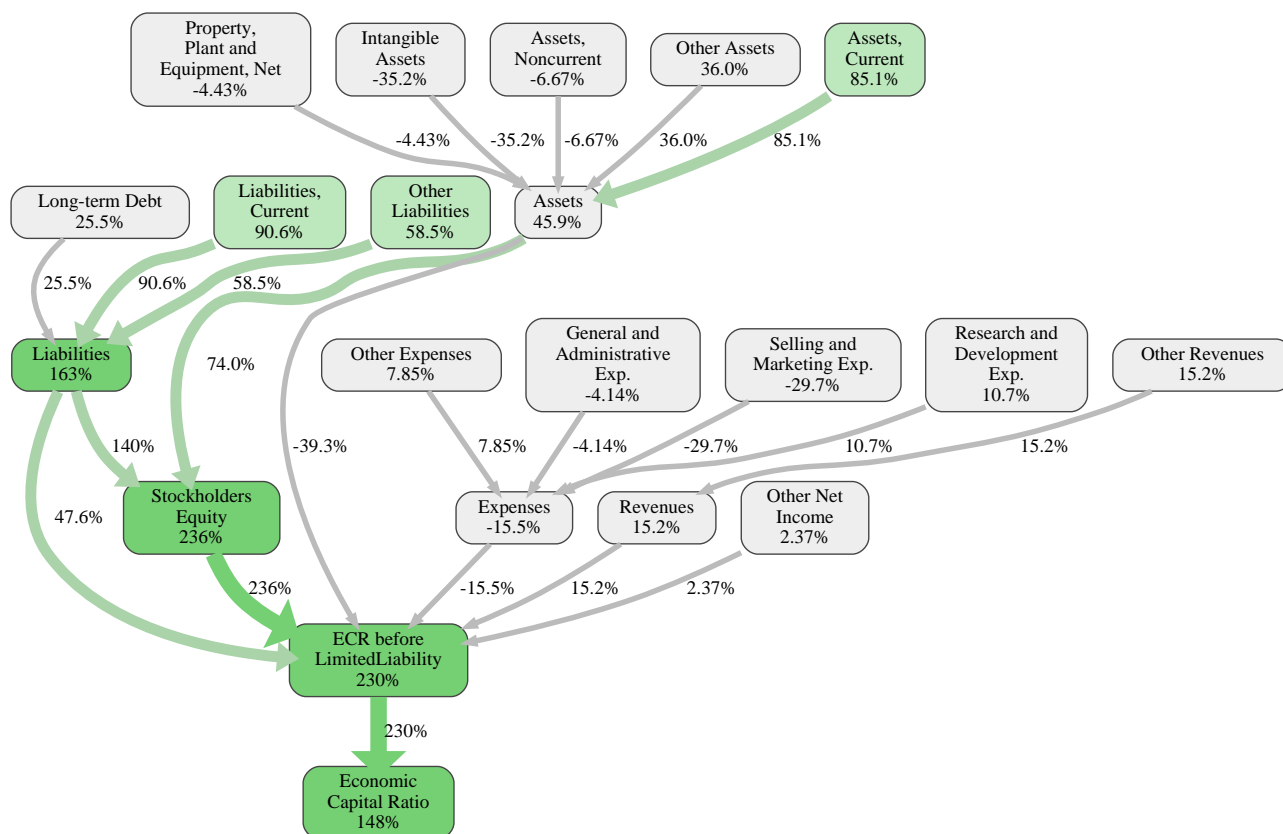 Property,
Plant and
Equipment, Net
-4.43%
Intangible
Assets
-35.2%
Assets,
Noncurrent
-6.67%
Other Assets
36.0%
Assets,
Current
85.1%
-4.43%
-35.2%
-6.67%
36.0%
85.1%
Long-term Debt
25.5%
Liabilities,
Current
90.6%
Other
Liabilities
58.5%
Assets
45.9%
25.5%
90.6%
58.5%
Liabilities
163%
74.0%
Other Expenses
7.85%
General and
Administrative
Exp.
-4.14%
Selling and
Marketing Exp.
-29.7%
Research and
Development
Exp.
10.7%
Other Revenues
15.2%
140%
-39.3%
7.85%
-4.14%
-29.7%
10.7%
15.2%
47.6%
Stockholders
Equity
236%
Expenses
-15.5%
Revenues
15.2%
Other Net
Income
2.37%
236%
-15.5%
15.2%
2.37%
ECR before
LimitedLiability
230%
230%
Economic
Capital Ratio
148%